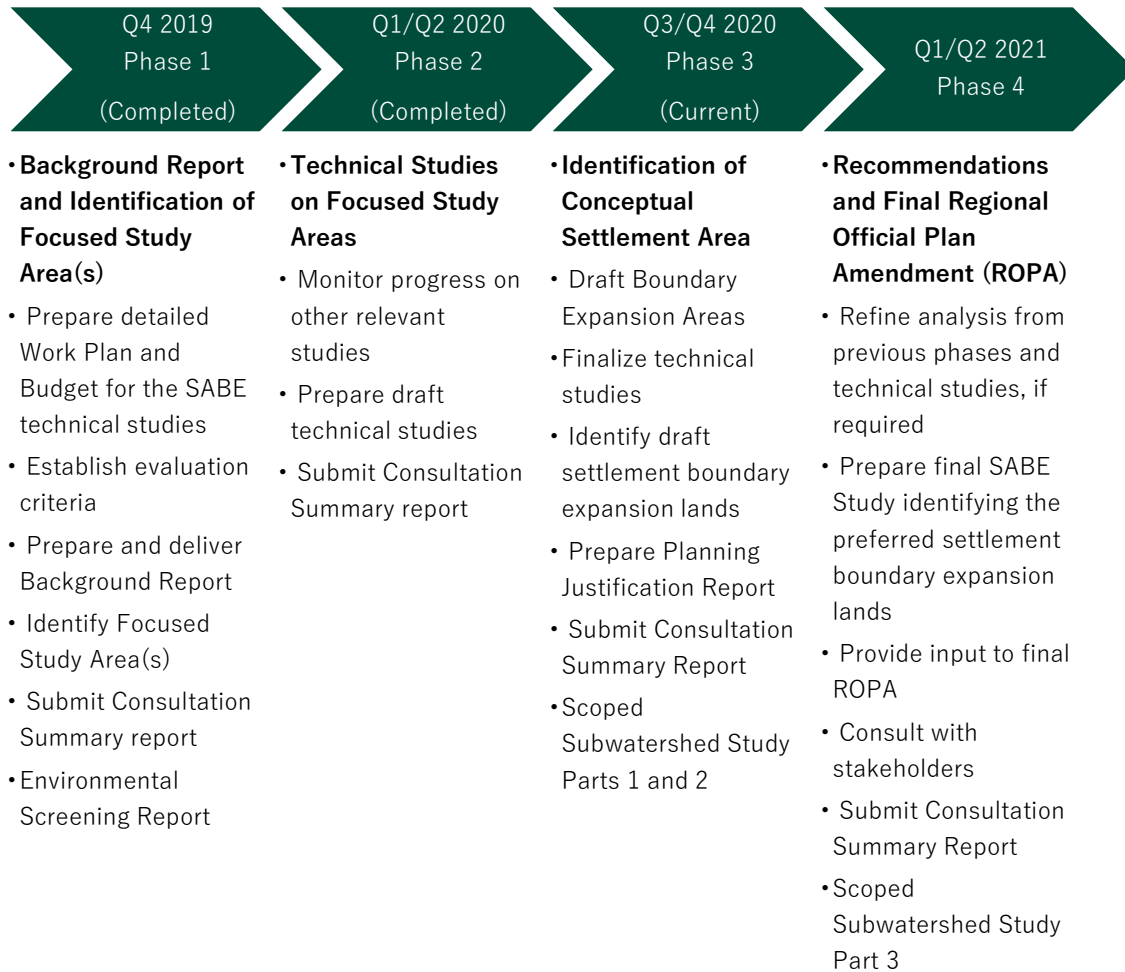 Q4 2019
Phase 1
(Completed)
Q1/Q2 2020
Phase 2
(Completed)
Q3/Q4 2020
Phase 3
(Current)
Q1/Q2 2021
Phase 4
•Background Report
and Identification of
Focused Study
Area(s)
• Prepare detailed
Work Plan and
Budget for the SABE
technical studies
• Establish evaluation
criteria
• Prepare and deliver
Background Report
• Identify Focused
Study Area(s)
• Submit Consultation
Summary report
•Environmental
Screening Report
•Technical Studies
on Focused Study
Areas
• Monitor progress on
other relevant
studies
• Prepare draft
technical studies
• Submit Consultation
Summary report
•Identification of
Conceptual
Settlement Area
• Draft Boundary
Expansion Areas
•Finalize technical
studies
• Identify draft
settlement boundary
expansion lands
• Prepare Planning
Justification Report
• Submit Consultation
Summary Report
•Scoped
Subwatershed Study
Parts 1 and 2
•Recommendations
and Final Regional
Official Plan
Amendment (ROPA)
• Refine analysis from
previous phases and
technical studies, if
required
• Prepare final SABE
Study identifying the
preferred settlement
boundary expansion
lands
• Provide input to final
ROPA
• Consult with
stakeholders
• Submit Consultation
Summary Report
•Scoped
Subwatershed Study
Part 3